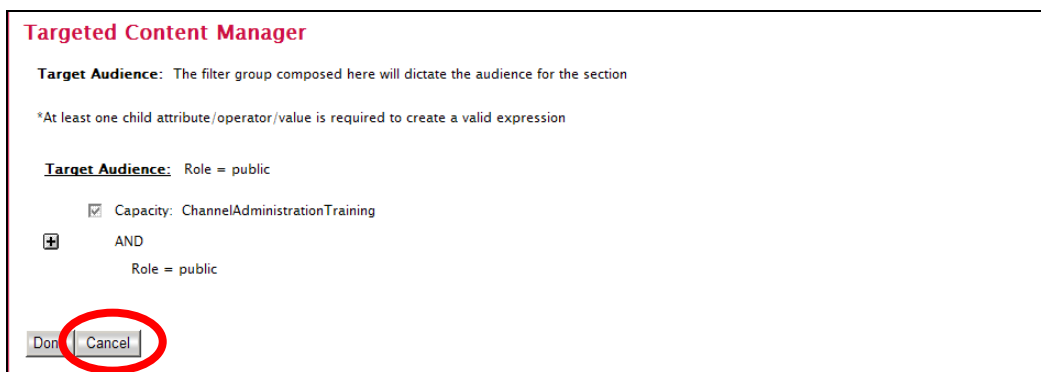 Targeted Content Manager
Target Audience: The filter group composed here will dictate the audience for the section
*At least one child attribute/operator/value is required to create a valid expression
Target Audience: Role = public
Capacity: ChannelAdministrationTraining
AND
Role = public
Done Cancel